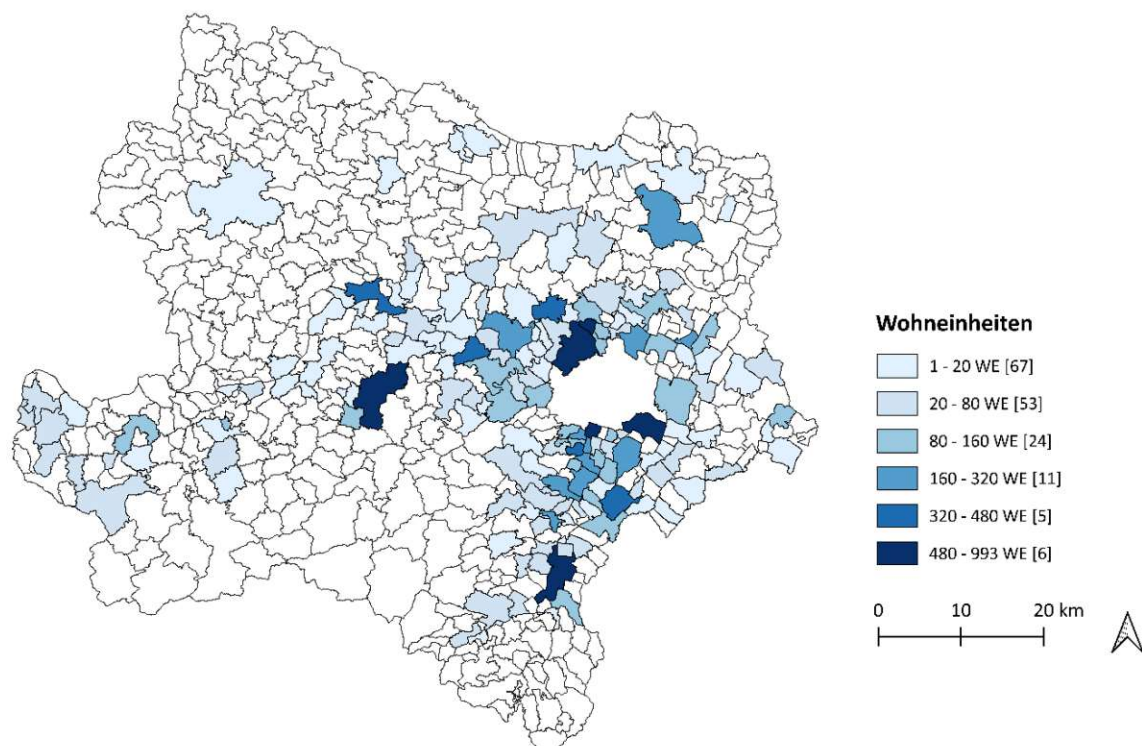 Wohneinheiten
1 - 20 WE [67]
20 - 80 WE [53]
80 - 160 WE [24]
160 - 320 WE [11]
320 - 480 WE [5]
480 - 993 WE [6]
0 10 20 km